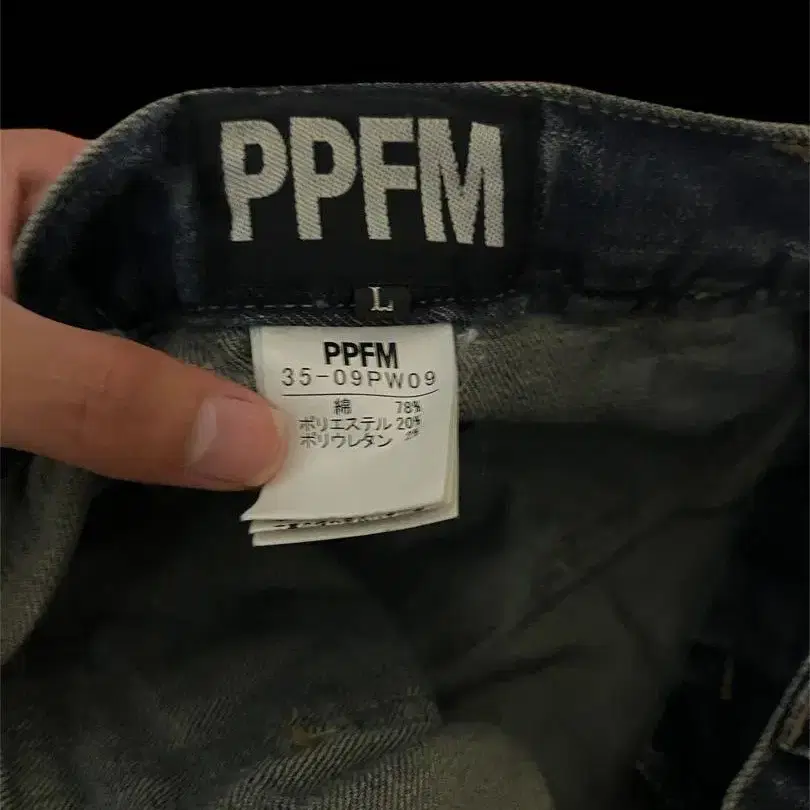 PPFM
L
PPFM
35-09PW09
綿 78%
ポリエステル 20%
ポリウレタン 2%